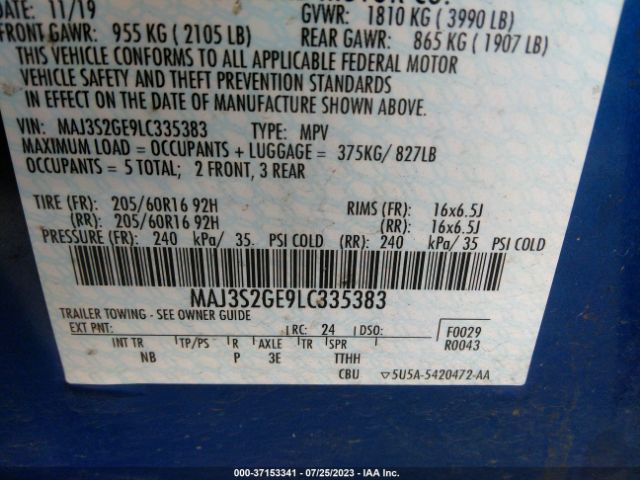 DATE: 11/19
MOTOR CO.
GVWR: 1810 KG ( 3990 LB)
FRONT GAWR: 955 KG ( 2105 LB)
REAR GAWR: 865 KG ( 1907 LB)
THIS VEHICLE CONFORMS TO ALL APPLICABLE FEDERAL MOTOR
VEHICLE SAFETY AND THEFT PREVENTION STANDARDS
IN EFFECT ON THE DATE OF MANUFACTURE SHOWN ABOVE.
VIN: MAJ3S2GE9LC335383 TYPE: MPV
MAXIMUM LOAD = OCCUPANTS + LUGGAGE = 375KG/ 827LB
OCCUPANTS = 5 TOTAL; 2 FRONT, 3 REAR
TIRE (FR): 205/60R16 92H RIMS (FR): 16x6.5J
(RR): 205/60R16 92H (RR): 16x6.5J
PRESSURE (FR): 240 kPa/ 35. PSI COLD (RR): 240 kPa/ 35 PSI COLD
MAJ3S2GE9LC335383
TRAILER TOWING - SEE OWNER GUIDE
EXT PNT: RC: 24 DSO: F0029
R0043
INT TR TP/PS R AXLE TR SPR
NB P 3E TTHH
CBU ▽5U5A-5420472-AA
000-37153341 / 07/25/2023 / IAA Inc.